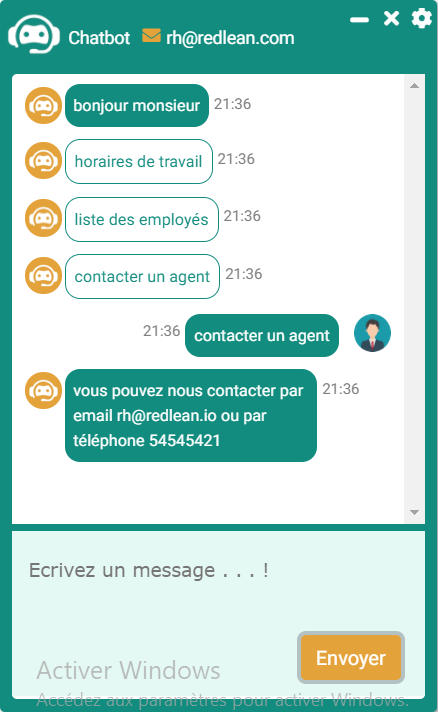 Chatbot rh@redlean.com
bonjour monsieur 21:36
horaires de travail 21:36
liste des employés 21:36
contacter un agent 21:36
21:36 contacter un agent
vous pouvez nous contacter par 21:36
email rh@redlean.io ou par
téléphone 54545421
Ecrivez un message . . . !
Envoyer
Activer Windows
Accédez aux paramètres pour activer Windows.